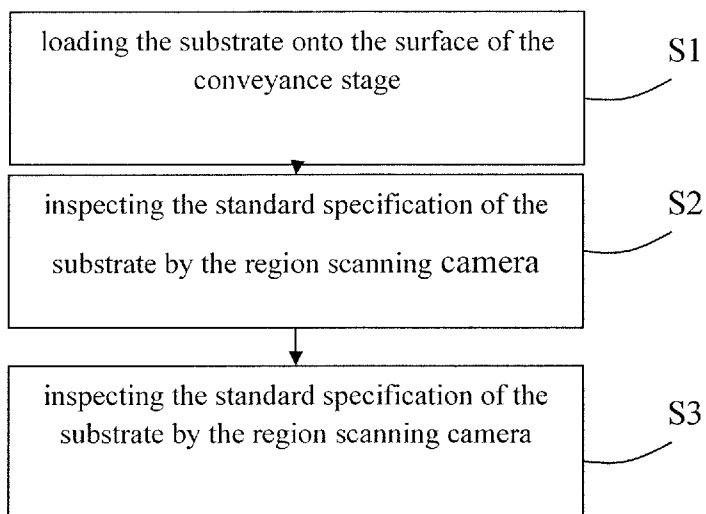 loading the substrate onto the surface of the
conveyance stage
S1
inspecting the standard specification of the
substrate by the region scanning camera
S2
inspecting the standard specification of the
substrate by the region scanning camera
S3